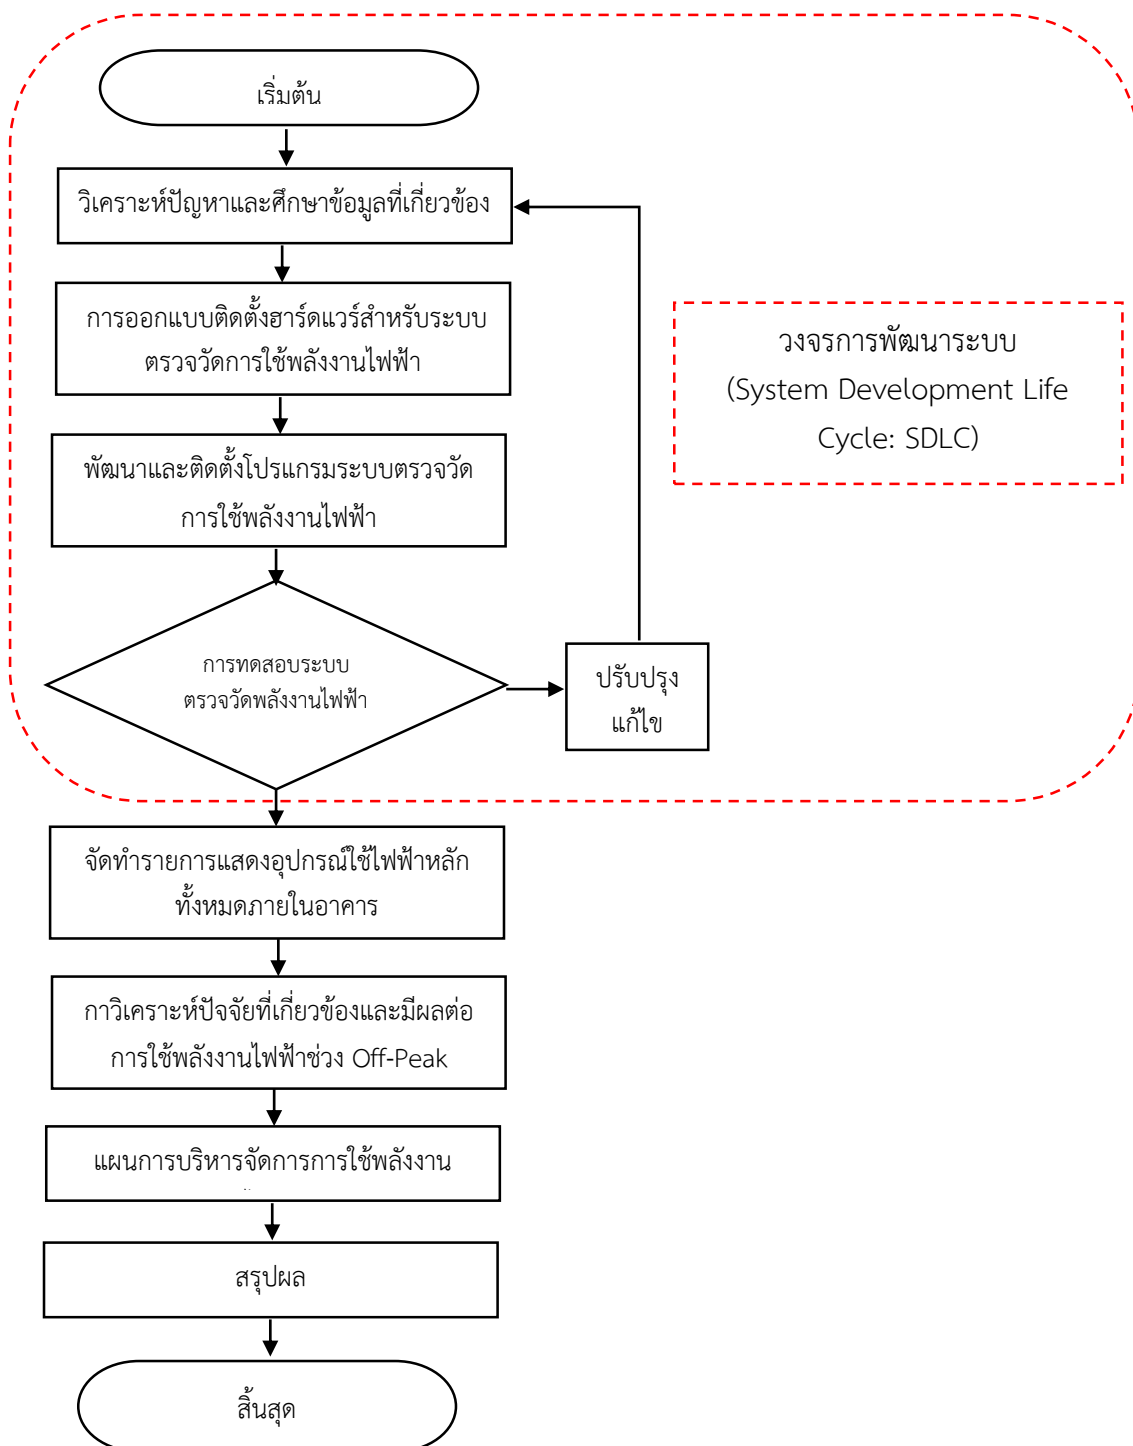 เริ่มต้น
วิเคราะห์ปัญหาและศึกษาข้อมูลที่เกี่ยวข้อง
การออกแบบติดตั้งฮาร์ดแวร์สำหรับระบบ
ตรวจวัดการใช้พลังงานไฟฟ้า
วงจรการพัฒนาระบบ
(System Development Life
Cycle: SDLC)
พัฒนาและติดตั้งโปรแกรมระบบตรวจวัด
การใช้พลังงานไฟฟ้า
การทดสอบระบบ
ตรวจวัดพลังงานไฟฟ้า
ปรับปรุง
แก้ไข
จัดทำรายการแสดงอุปกรณ์ใช้ไฟฟ้าหลัก
ทั้งหมดภายในอาคาร
กาวิเคราะห์ปัจจัยที่เกี่ยวข้องและมีผลต่อ
การใช้พลังงานไฟฟ้าช่วง Off-Peak
แผนการบริหารจัดการการใช้พลังงาน
สรุปผล
สิ้นสุด